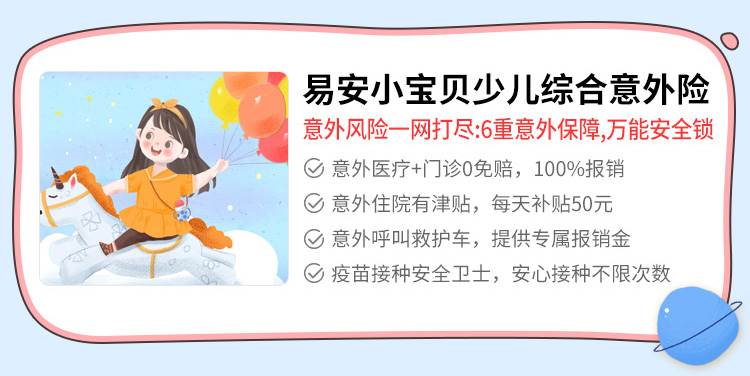 易安小宝贝少儿综合意外险
意外风险一网打尽:6重意外保障,万能安全锁
意外医疗+门诊0免赔，100%报销
意外住院有津贴，每天补贴50元
意外呼叫救护车，提供专属报销金
疫苗接种安全卫士，安心接种不限次数